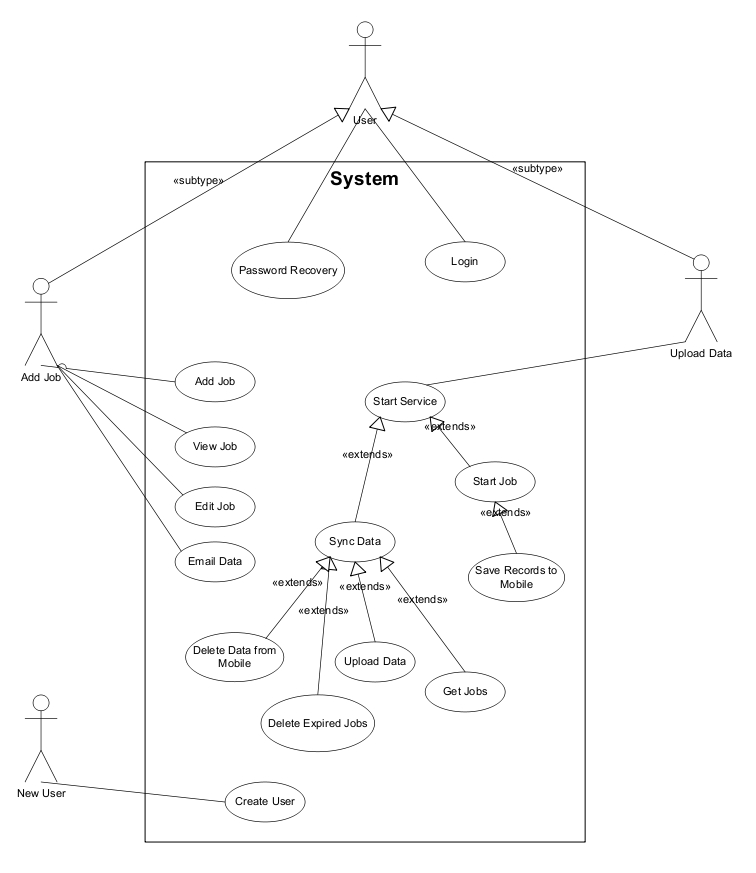 User
«subtype»
«subtype»
System
Password Recovery
Login
Add Job
Upload Data
Add Job
Start Service
«extends»
View Job
«extends»
Start Job
Edit Job
«extends»
Sync Data
Email Data
Save Records to
Mobile
«extends»
«extends»
«extends»
«extends»
Delete Data from
Mobile
Upload Data
Get Jobs
Delete Expired Jobs
New User
Create User